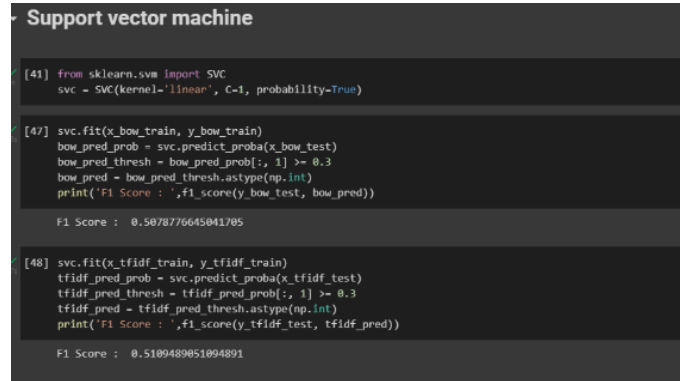 Support vector machine
[41] from sklearn.svm import SVC
svc = SVC(kernel='linear', C=1, probability=True)
[47] svc.fit(x_bow_train, y_bow_train)
bow_pred_prob = svc.predict_proba(x_bow_test)
bow_pred_thresh = bow_pred_prob[:, 1] >= 0.3
bow_pred = bow_pred_thresh.astype(np.int)
print('F1 Score : ',f1_score(y_bow_test, bow_pred))
F1 Score :  0.5078776645041705
[48] svc.fit(x_tfidf_train, y_tfidf_train)
tfidf_pred_prob = svc.predict_proba(x_tfidf_test)
tfidf_pred_thresh = tfidf_pred_prob[:, 1] >= 0.3
tfidf_pred = tfidf_pred_thresh.astype(np.int)
print('F1 Score : ',f1_score(y_tfidf_test, tfidf_pred))
F1 Score :  0.5109489051094891